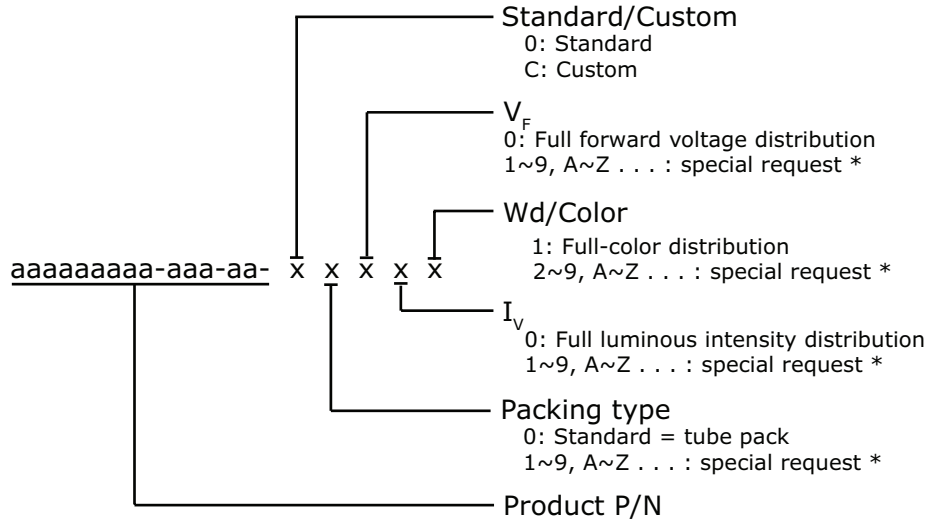 Standard/Custom
0: Standard
C: Custom
VF
0: Full forward voltage distribution
1~9, A~Z . . . : special request *
Wd/Color
1: Full-color distribution
2~9, A~Z . . . : special request *
aaaaaaaaa-aaa-aa- x x x x x
IV
0: Full luminous intensity distribution
1~9, A~Z . . . : special request *
Packing type
0: Standard = tube pack
1~9, A~Z . . . : special request *
Product P/N